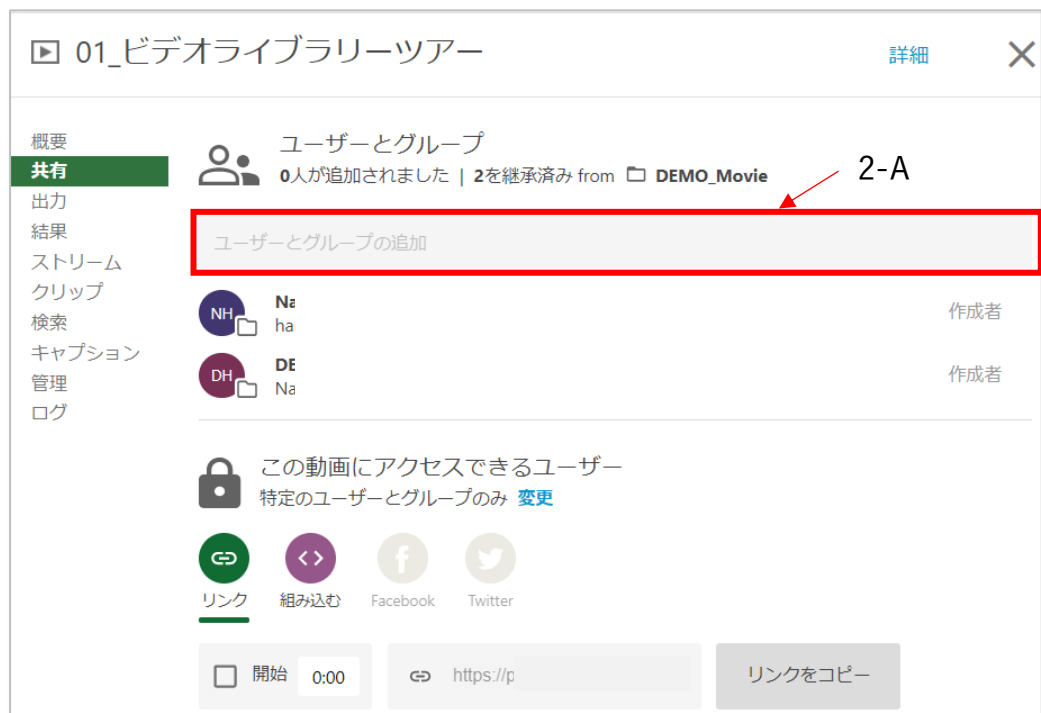 01_ビデオライブラリーツアー
詳細
概要
共有
出力
結果
ストリーム
クリップ
検索
キャプション
管理
ログ
ユーザーとグループ
0人が追加されました | 2を継承済み from DEMO_Movie
2-A
ユーザーとグループの追加
NH
Na
ha
作成者
DH
DE
Na
作成者
この動画にアクセスできるユーザー
特定のユーザーとグループのみ 変更
リンク
組み込む
Facebook
Twitter
開始 0:00
https://p
リンクをコピー